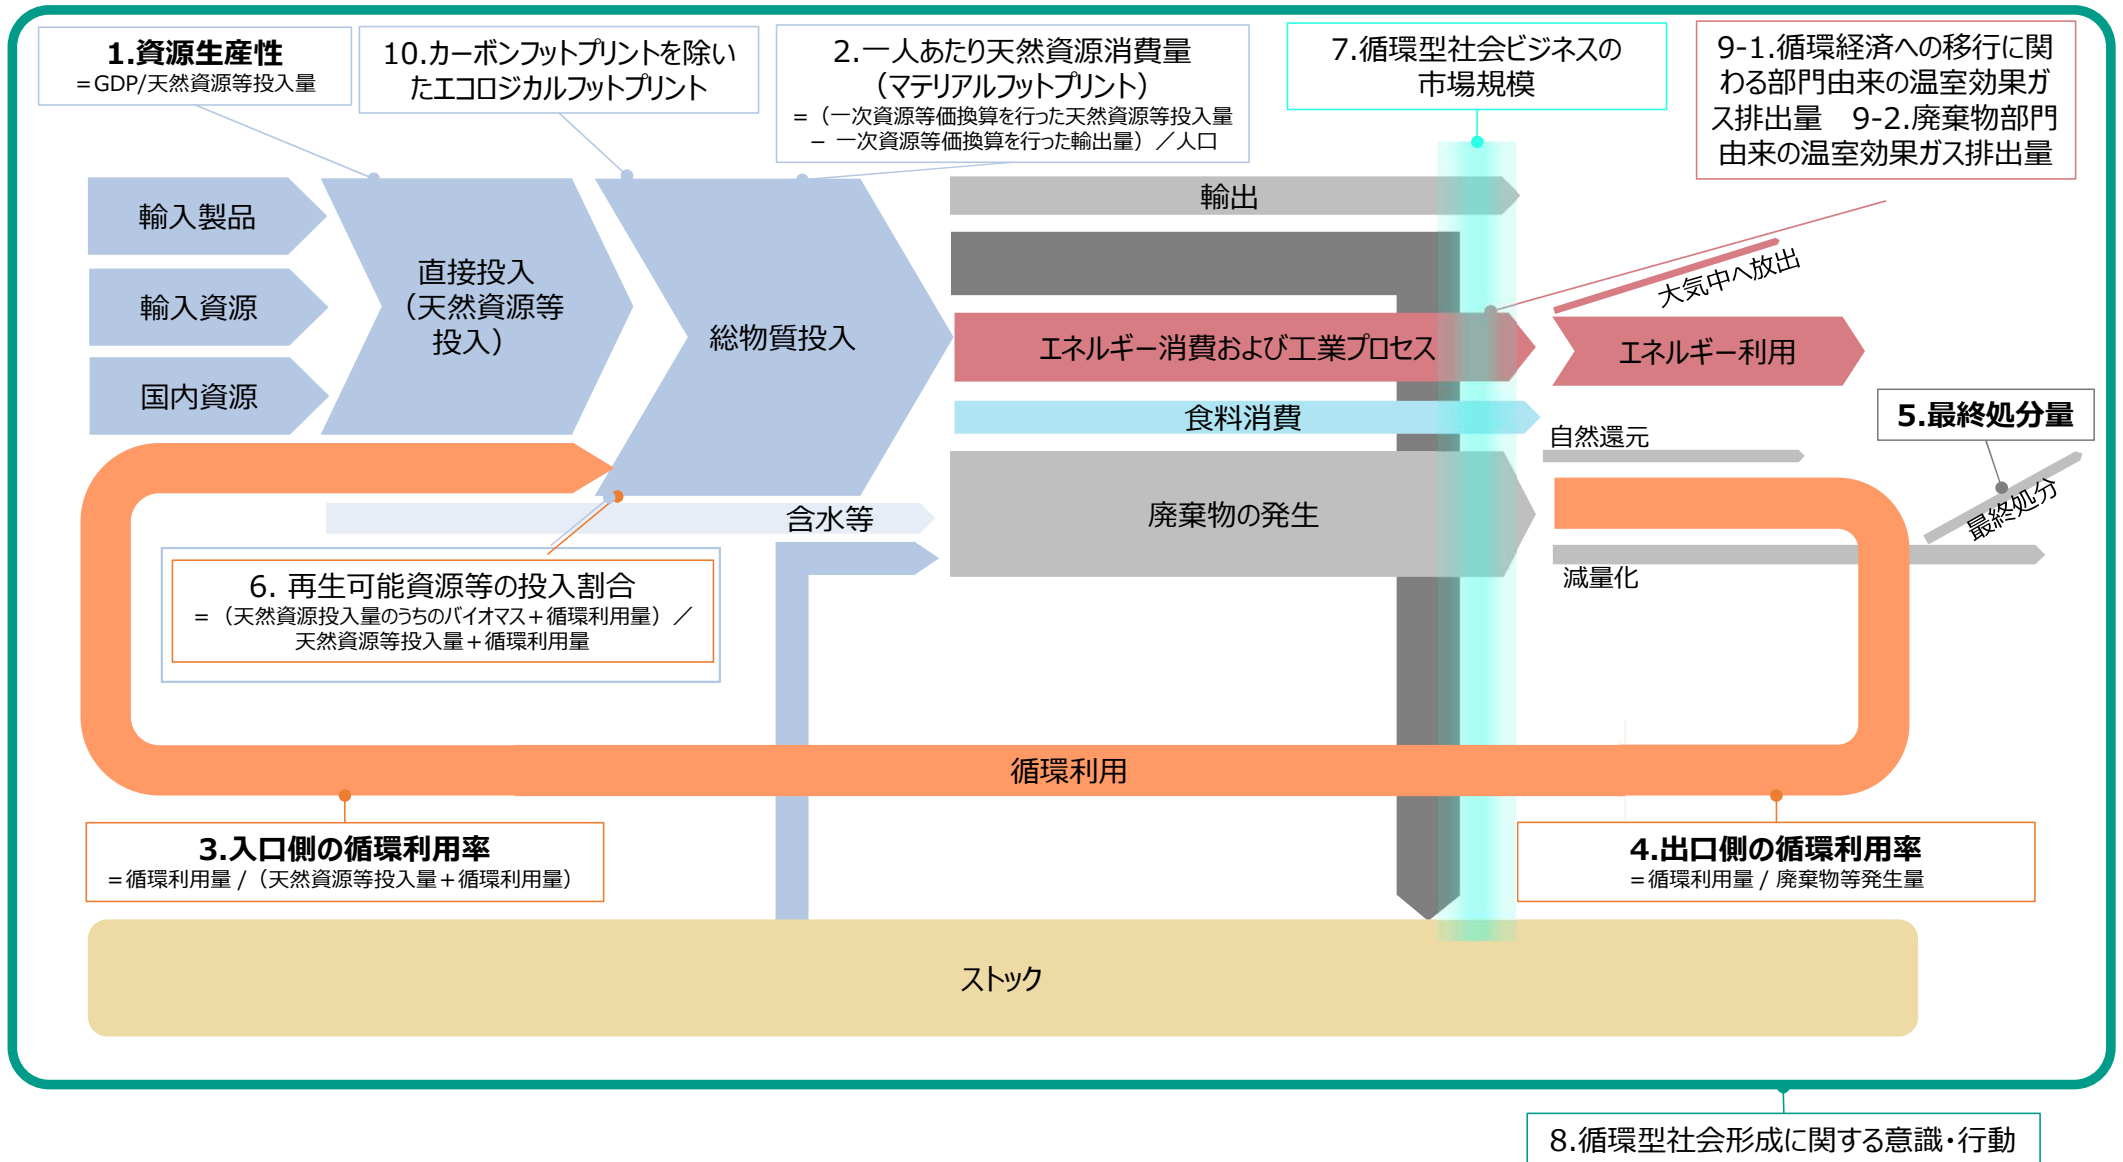 1.資源生産性
=GDP/天然資源等投入量
10.カーボンフットプリントを除い
たエコロジカルフットプリント
2.一人あたり天然資源消費量
（マテリアルフットプリント）
=（一次資源等価換算を行った天然資源等投入量
– 一次資源等価換算を行った輸出量）／人口
7.循環型社会ビジネスの
市場規模
9-1.循環経済への移行に関
わる部門由来の温室効果ガ
ス排出量　9-2.廃棄物部門
由来の温室効果ガス排出量
輸入製品
輸入資源
国内資源
直接投入
（天然資源等
投入）
総物質投入
輸出
エネルギー消費および工業プロセス
大気中へ放出
エネルギー利用
食料消費
自然還元
5.最終処分量
最終処分
廃棄物の発生
減量化
含水等
6. 再生可能資源等の投入割合
=（天然資源投入量のうちのバイオマス＋循環利用量）／
天然資源等投入量＋循環利用量
循環利用
3.入口側の循環利用率
=循環利用量 /（天然資源等投入量＋循環利用量）
4.出口側の循環利用率
=循環利用量 / 廃棄物等発生量
ストック
8.循環型社会形成に関する意識・行動